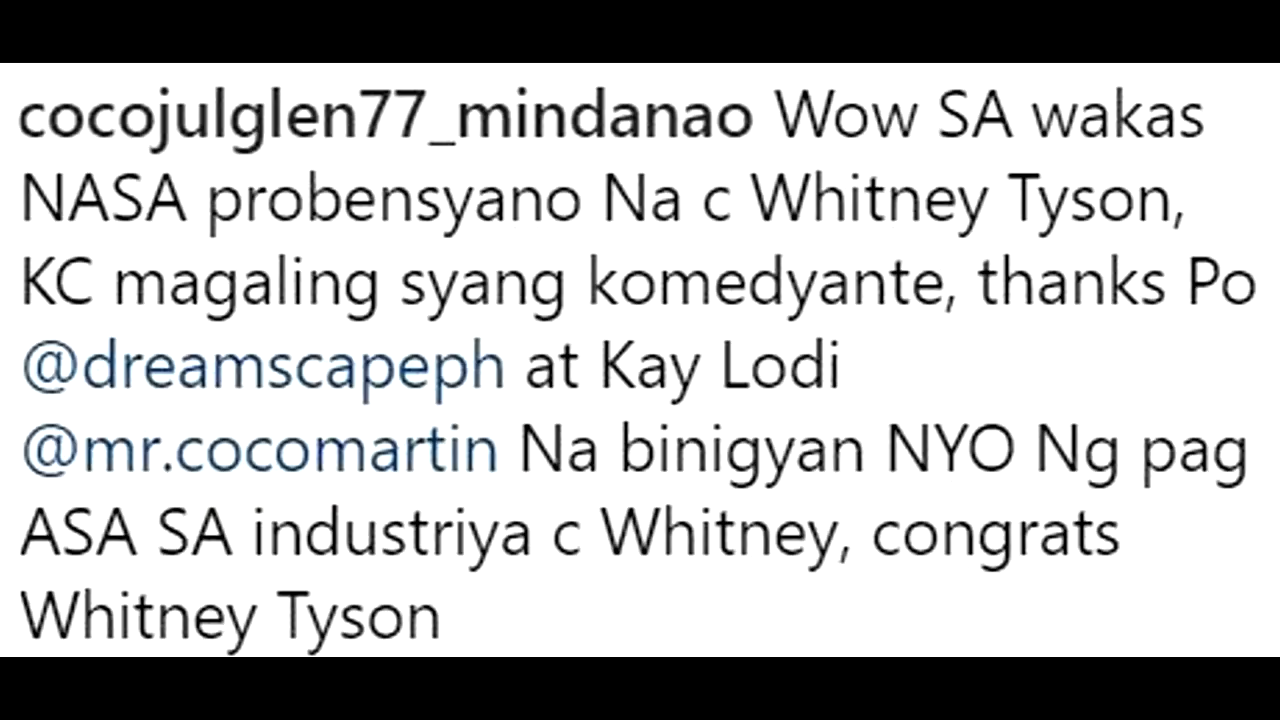 cocojulglen77_mindanao Wow SA wakas
NASA probensyano Na c Whitney Tyson,
KC magaling syang komedyante, thanks Po
@dreamscapeph at Kay Lodi
@mr.cocomartin Na binigyan NYO Ng pag
ASA SA industriya c Whitney, congrats
Whitney Tyson